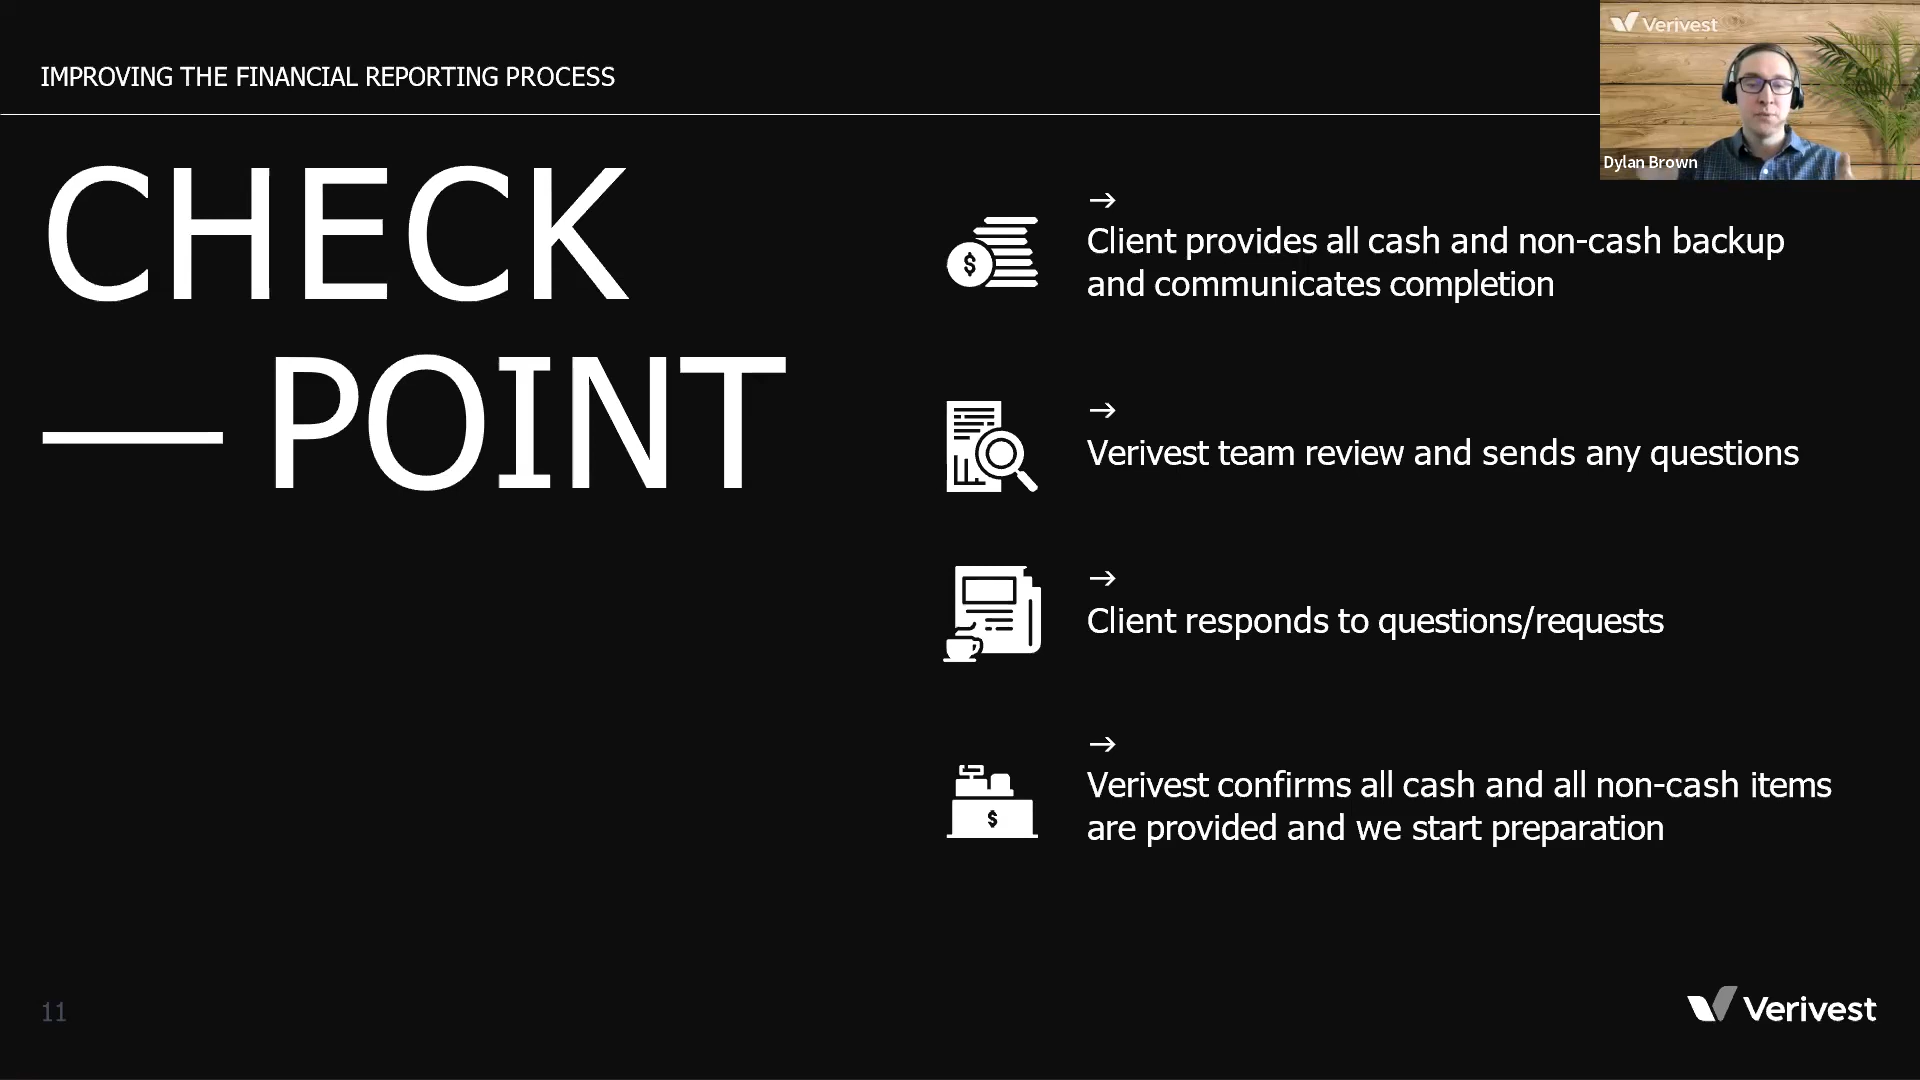 IMPROVING THE FINANCIAL REPORTING PROCESS
Verivest
Dylan Brown
CHECK
POINT
→
Client provides all cash and non-cash backup
and communicates completion
→
Verivest team review and sends any questions
→
Client responds to questions/requests
→
Verivest confirms all cash and all non-cash items
are provided and we start preparation
$
$
11
Verivest